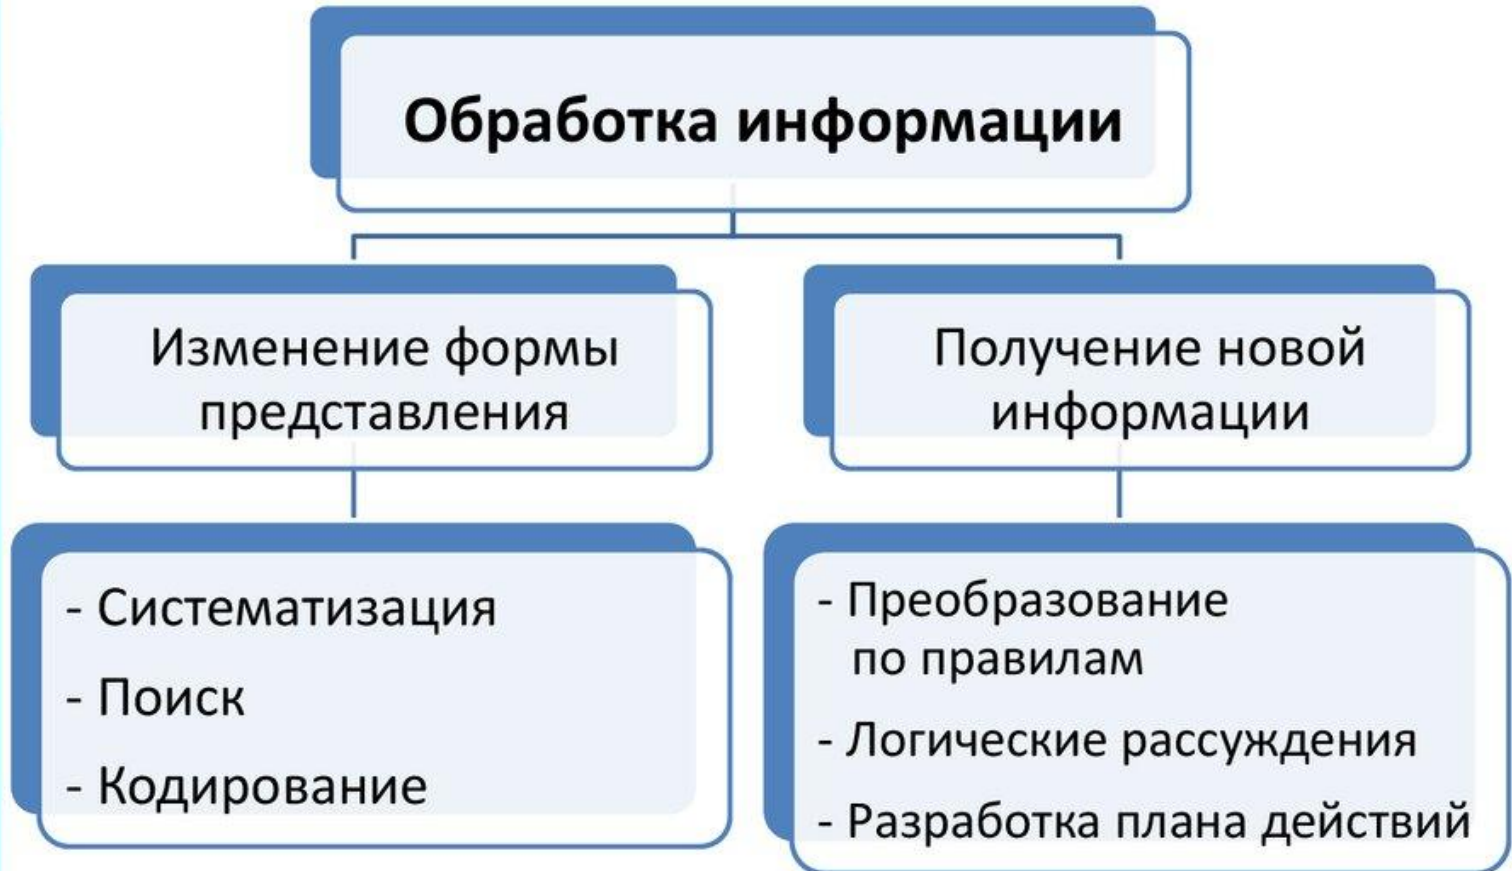 Обработка информации
Изменение формы
представления
Получение новой
информации
- Систематизация
- Поиск
- Кодирование
- Преобразование
по правилам
- Логические рассуждения
- Разработка плана действий